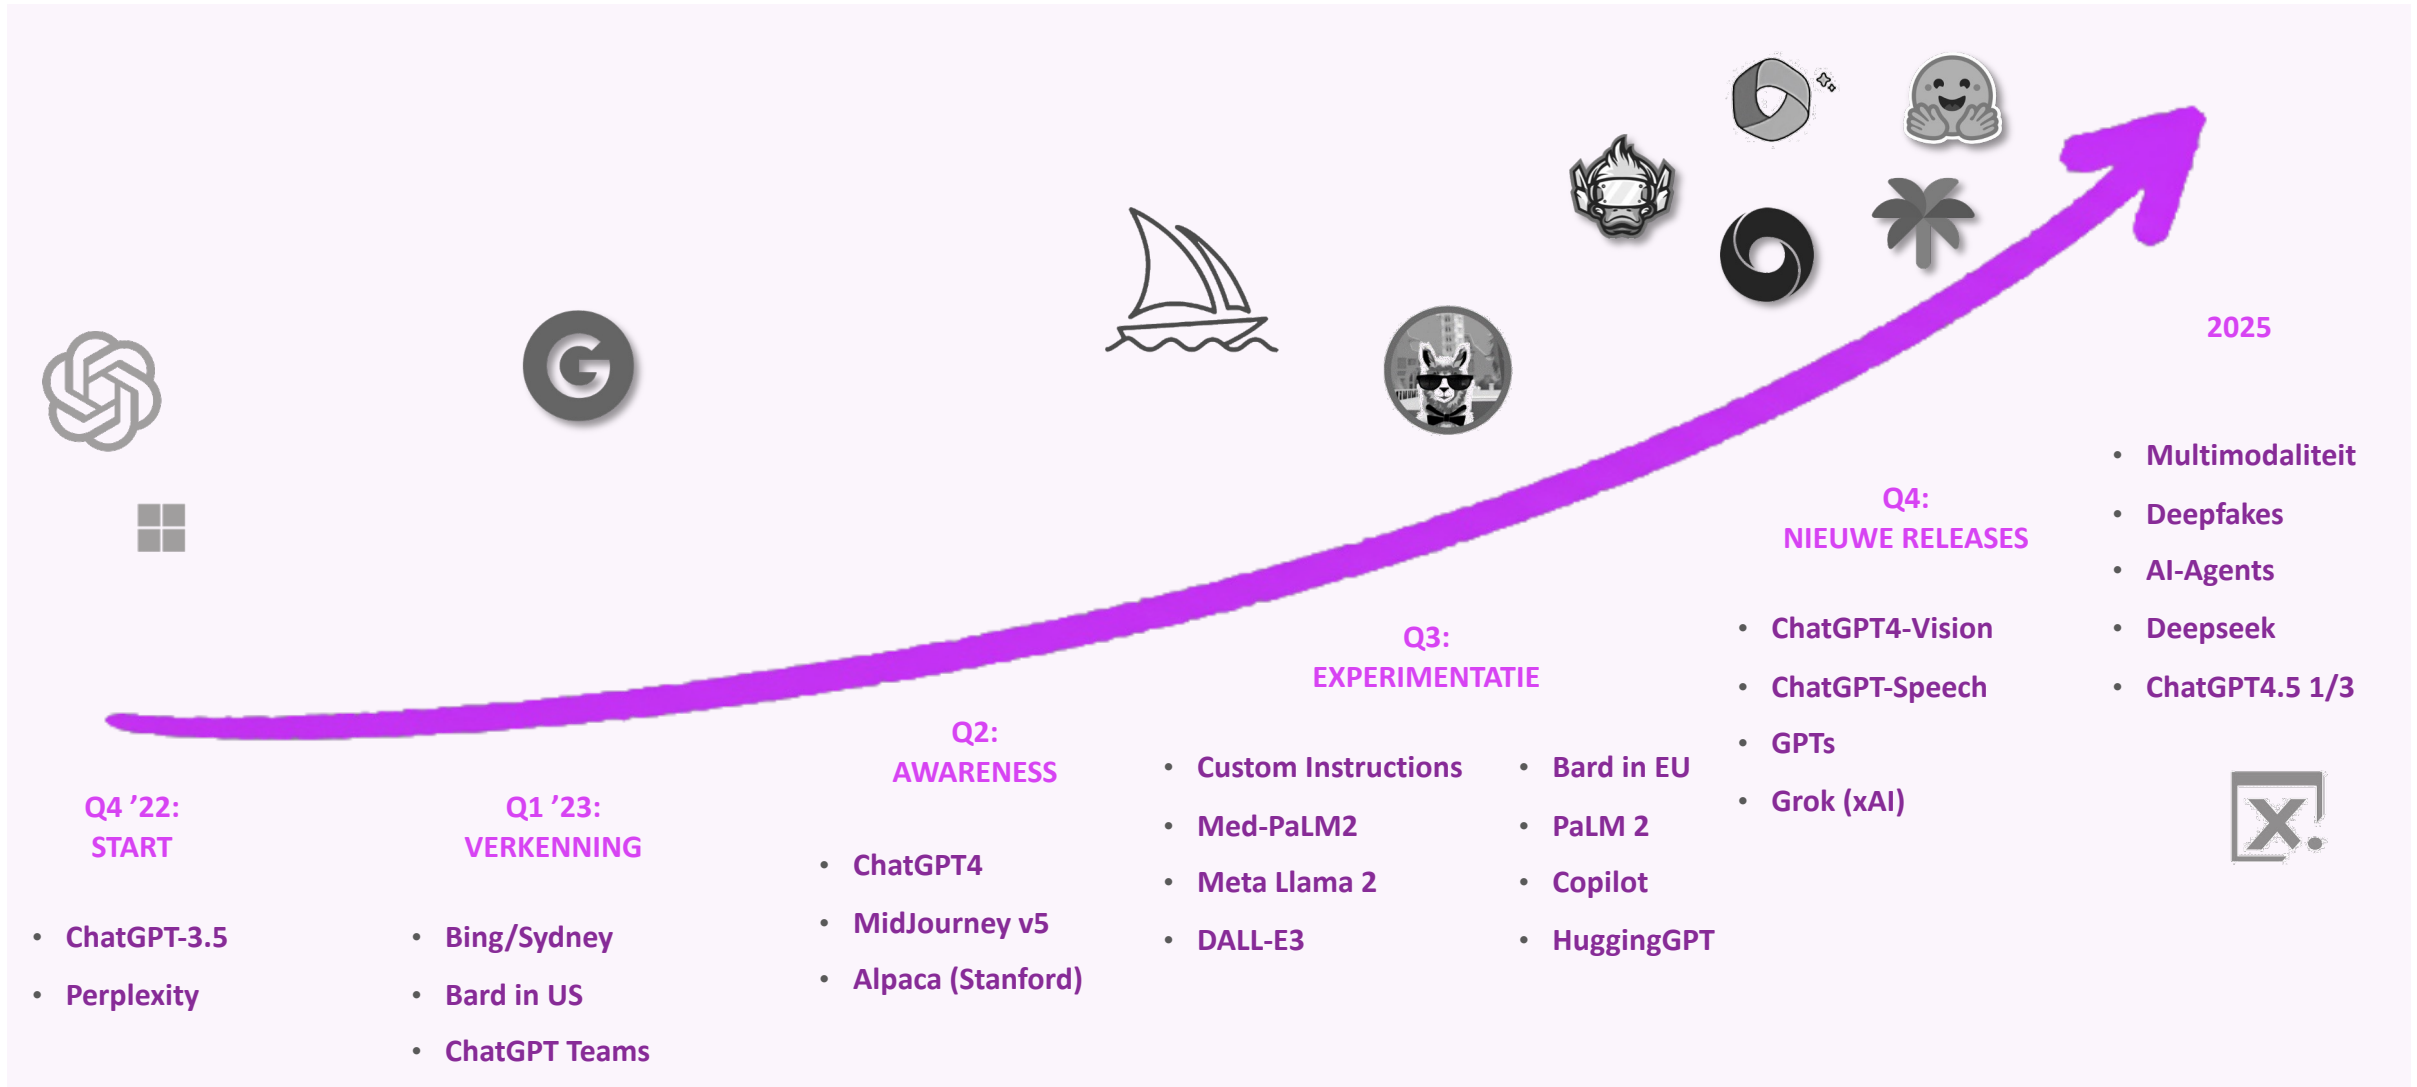 Q4 ’22:
START
• ChatGPT-3.5
• Perplexity
Q1 ’23:
VERKENNING
• Bing/Sydney
• Bard in US
• ChatGPT Teams
Q2:
AWARENESS
• ChatGPT4
• MidJourney v5
• Alpaca (Stanford)
Q3:
EXPERIMENTATIE
• Custom Instructions
• Med-PaLM2
• Meta Llama 2
• DALL-E3
• Bard in EU
• PaLM 2
• Copilot
• HuggingGPT
Q4:
NIEUWE RELEASES
• ChatGPT4-Vision
• ChatGPT-Speech
• GPTs
• Grok (xAI)
2025
• Multimodaliteit
• Deepfakes
• AI-Agents
• Deepseek
• ChatGPT4.5 1/3
G
X.